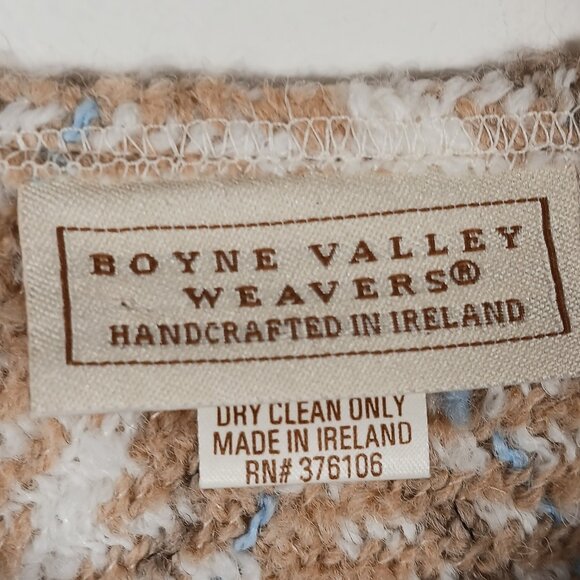 BOYNE VALLEY
WEAVERS®
HANDCRAFTED IN IRELAND
DRY CLEAN ONLY
MADE IN IRELAND
RN# 376106